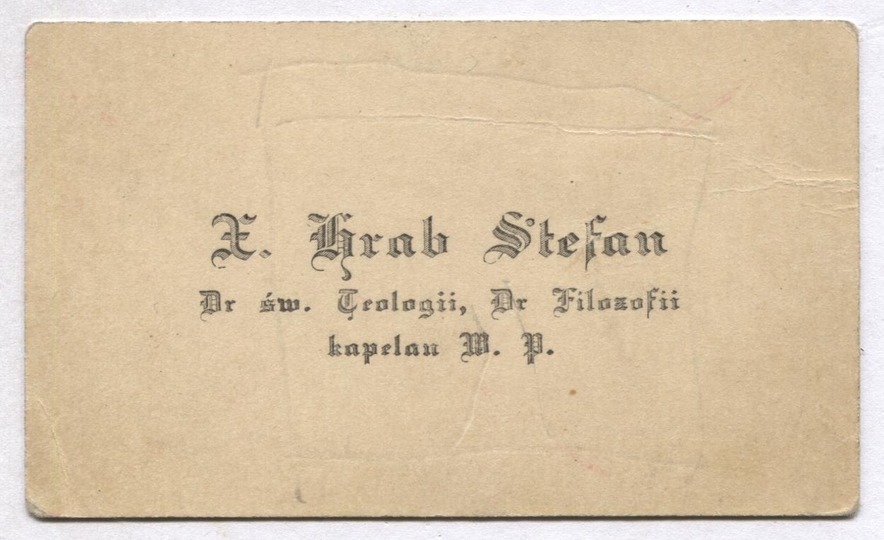 X. Hrab Stefan
Dr św. Teologii, Dr Filozofii
kapelan W. P.